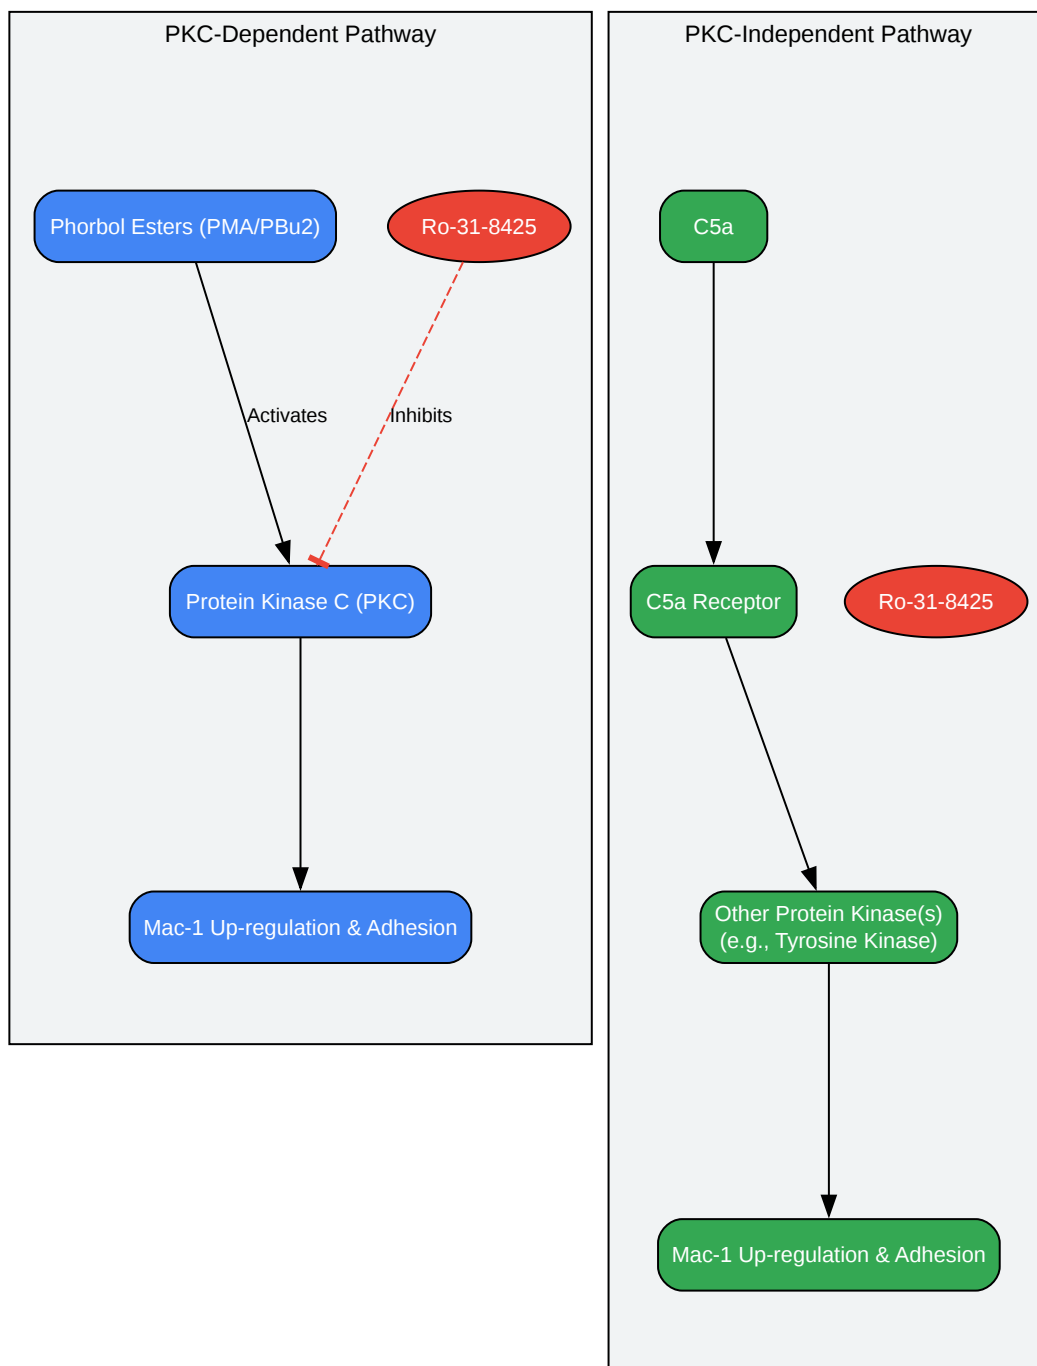 PKC-Dependent Pathway
Phorbol Esters (PMA/PBu2)
Ro-31-8425
Activates
Inhibits
Protein Kinase C (PKC)
Mac-1 Up-regulation & Adhesion
PKC-Independent Pathway
C5a
C5a Receptor
Ro-31-8425
Other Protein Kinase(s)
(e.g., Tyrosine Kinase)
Mac-1 Up-regulation & Adhesion